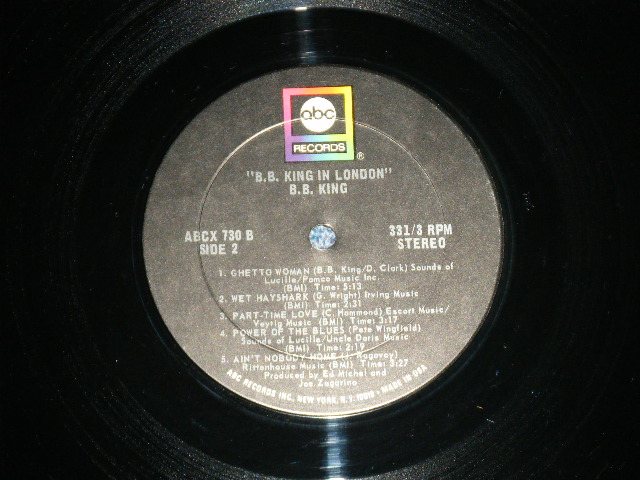 abc
RECORDS
®
"B.B. KING IN LONDON"
B.B. KING
ABCX 730 B
SIDE 2
331/3 RPM
STEREO
1. GHETTO WOMAN (B.B. King/D. Clark) Sounds of
Lucille/Pamco Music Inc.
(BMI) Time: 5:13
2. WET HAYSHARK (G. Wright) Irving Music
(BMI) Time: 2:31
3. PART-TIME LOVE (C. Hammond) Escort Music/
Music (BMI) Time: 3:17
4. POWER OF THE BLUES (Pete Wingfield)
Sounds of Lucille/Uncle Doris Music
(BMI) Time: 2:19
5. AIN'T NOBODY HOME (J. Ragovoy)
Rittenhouse Music (BMI) Time: 3:27
Produced by Ed Michel and
Joe Zagarino
ABC RECORDS INC. NEW YORK, N.Y. 10019 • MADE IN USA